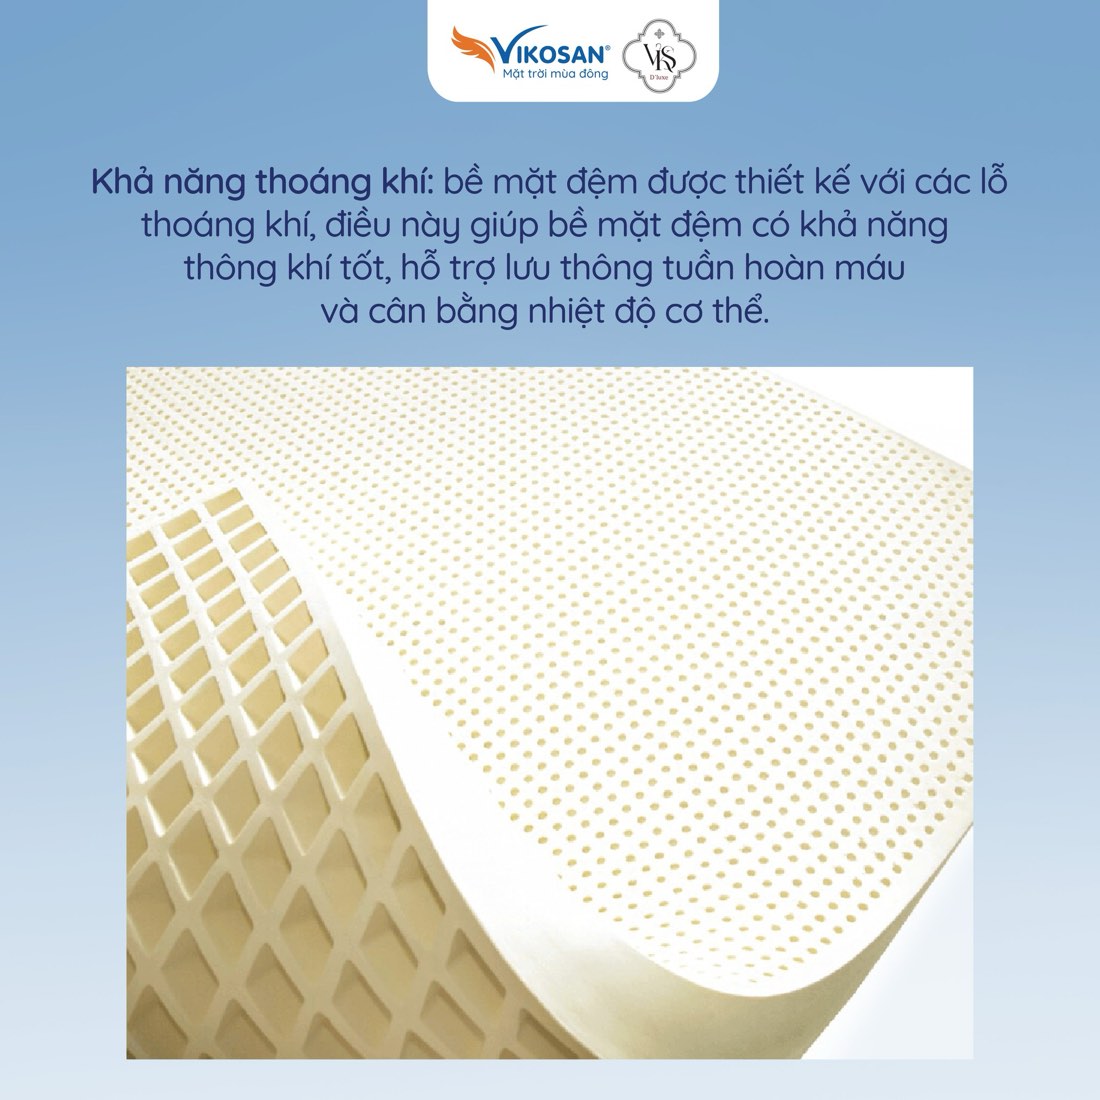 VIKOSAN®
Mặt trời mùa đông
VKS
D'luxe
Khả năng thoáng khí: bề mặt đệm được thiết kế với các lỗ
thoáng khí, điều này giúp bề mặt đệm có khả năng
thông khí tốt, hỗ trợ lưu thông tuần hoàn máu
và cân bằng nhiệt độ cơ thể.